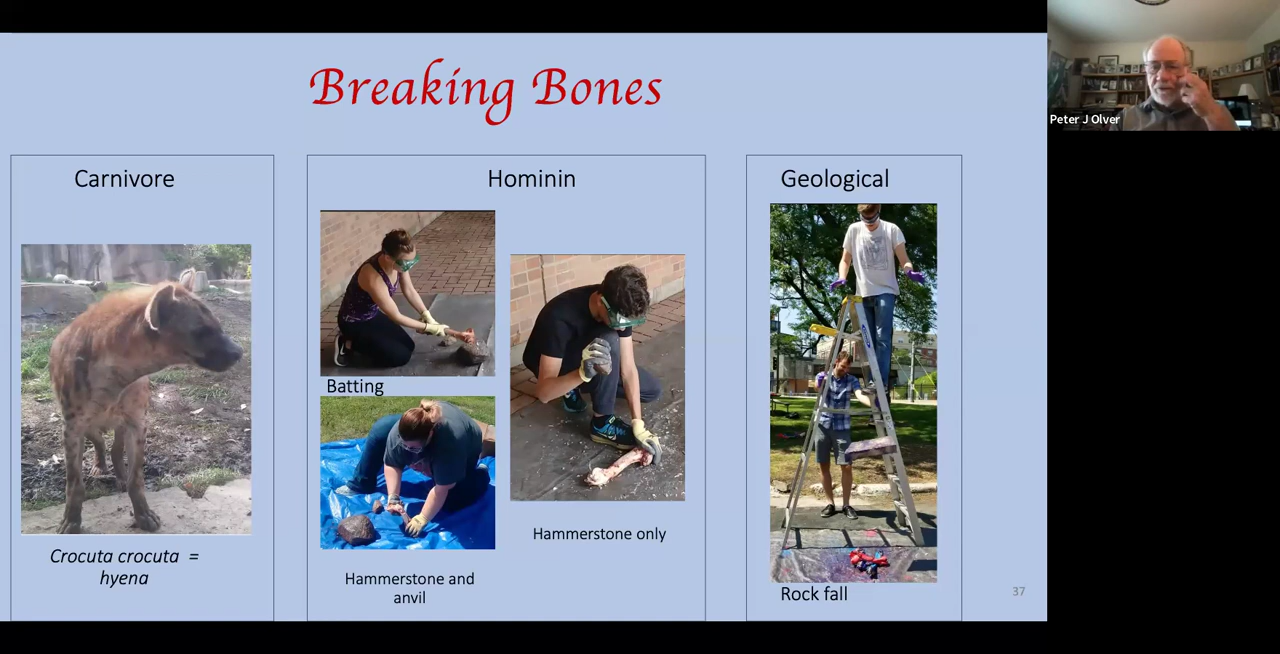 Breaking Bones
Peter J Olver
Carnivore
Crocuta crocuta =
hyena
Hominin
Batting
Hammerstone and
anvil
Hammerstone only
Geological
Rock fall
37